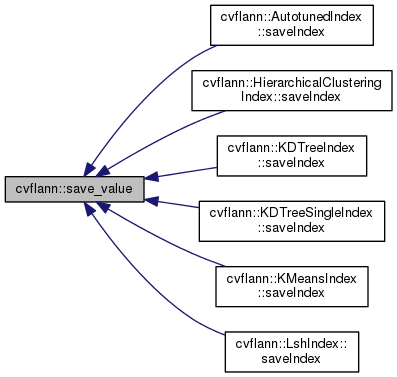 cvflann::AutotunedIndex
::saveIndex
cvflann::HierarchicalClustering
Index::saveIndex
cvflann::KDTreeIndex
::saveIndex
cvflann::save_value
cvflann::KDTreeSingleIndex
::saveIndex
cvflann::KMeansIndex
::saveIndex
cvflann::LshIndex::
saveIndex